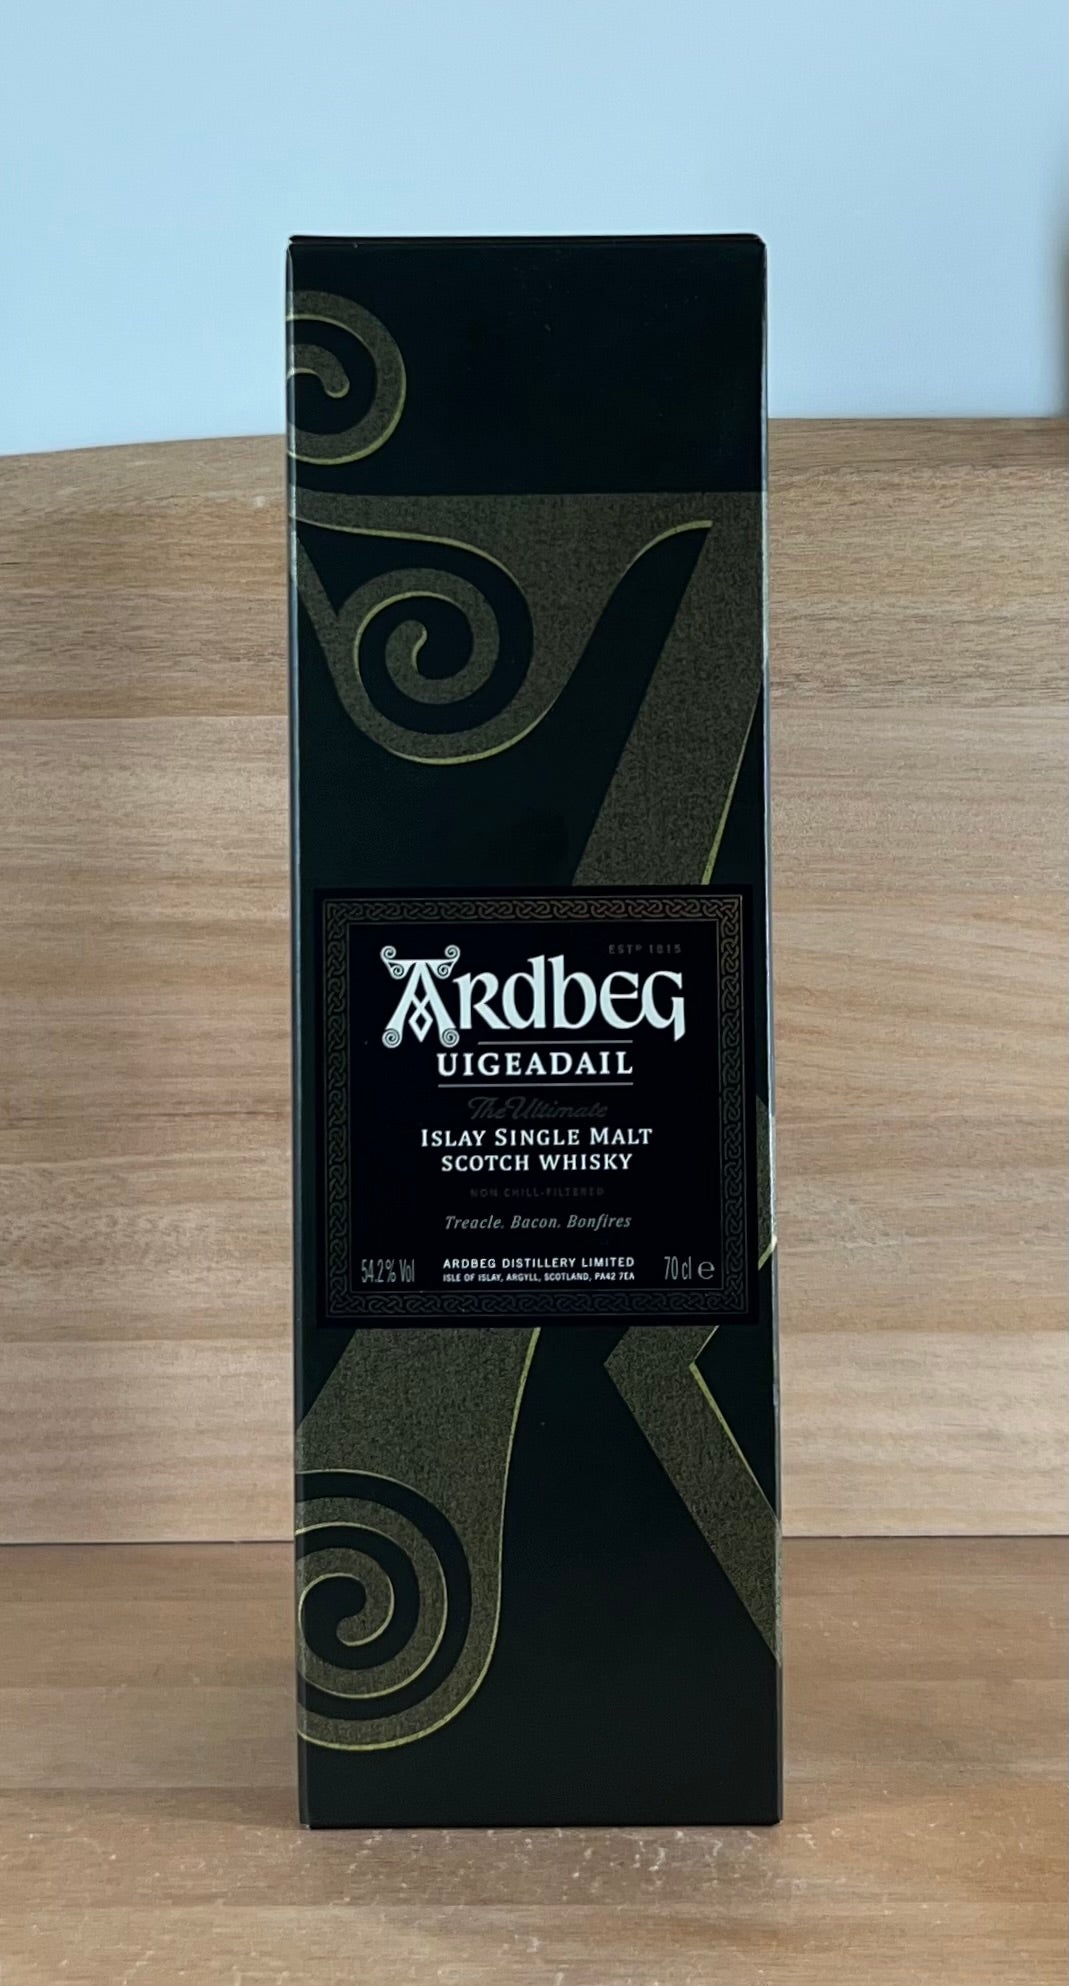 ESTD 1815
ARDBEG
UIGEADAIL
The Ultimate
ISLAY SINGLE MALT
SCOTCH WHISKY
NON CHILL-FILTERED
Treacle. Bacon. Bonfires
54.2% Vol
ARDBEG DISTILLERY LIMITED
ISLE OF ISLAY, ARGYLL, SCOTLAND, PA42 7EA
70 cl ℮